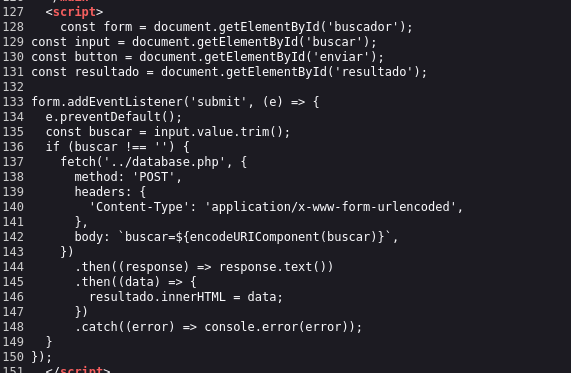 127 <script>
128 const form = document.getElementById('buscador');
129 const input = document.getElementById('buscar');
130 const button = document.getElementById('enviar');
131 const resultado = document.getElementById('resultado');
132
133 form.addEventListener('submit', (e) => {
134 e.preventDefault();
135 const buscar = input.value.trim();
136 if (buscar !== '') {
137 fetch('../database.php', {
138 method: 'POST',
139 headers: {
140 'Content-Type': 'application/x-www-form-urlencoded',
141 },
142 body: `buscar=${encodeURIComponent(buscar)}`,
143 })
144 .then((response) => response.text())
145 .then((data) => {
146 resultado.innerHTML = data;
147 })
148 .catch((error) => console.error(error));
149 }
150 });
151 </script>